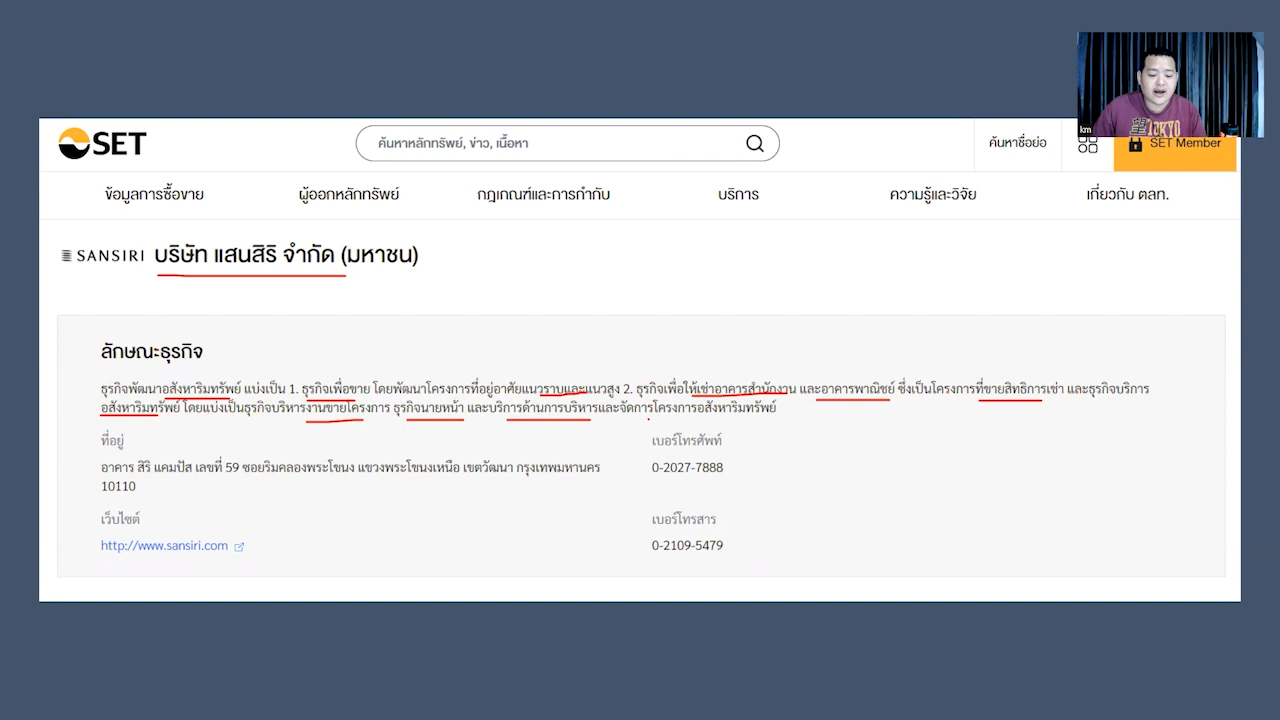 SET
ค้นหาหลักทรัพย์, ข่าว, เนื้อหา
ค้นหาชื่อย่อ
SET Member
km
TOKYO
ข้อมูลการซื้อขาย
ผู้ออกหลักทรัพย์
กฎเกณฑ์และการกำกับ
บริการ
ความรู้และวิจัย
เกี่ยวกับ ตลท.
SANSIRI บริษัท แสนสิริ จำกัด (มหาชน)
ลักษณะธุรกิจ
ธุรกิจพัฒนาอสังหาริมทรัพย์ แบ่งเป็น 1. ธุรกิจเพื่อขาย โดยพัฒนาโครงการที่อยู่อาศัยแนวราบและแนวสูง 2. ธุรกิจเพื่อให้เช่าอาคารสำนักงาน และอาคารพาณิชย์ ซึ่งเป็นโครงการที่ขายสิทธิการเช่า และธุรกิจบริการ
อสังหาริมทรัพย์ โดยแบ่งเป็นธุรกิจบริหารงานขายโครงการ ธุรกิจนายหน้า และบริการด้านการบริหารและจัดการโครงการอสังหาริมทรัพย์
ที่อยู่
อาคาร สิริ แคมปัส เลขที่ 59 ซอยริมคลองพระโขนง แขวงพระโขนงเหนือ เขตวัฒนา กรุงเทพมหานคร
10110
เบอร์โทรศัพท์
0-2027-7888
เว็บไซต์
http://www.sansiri.com
เบอร์โทรสาร
0-2109-5479